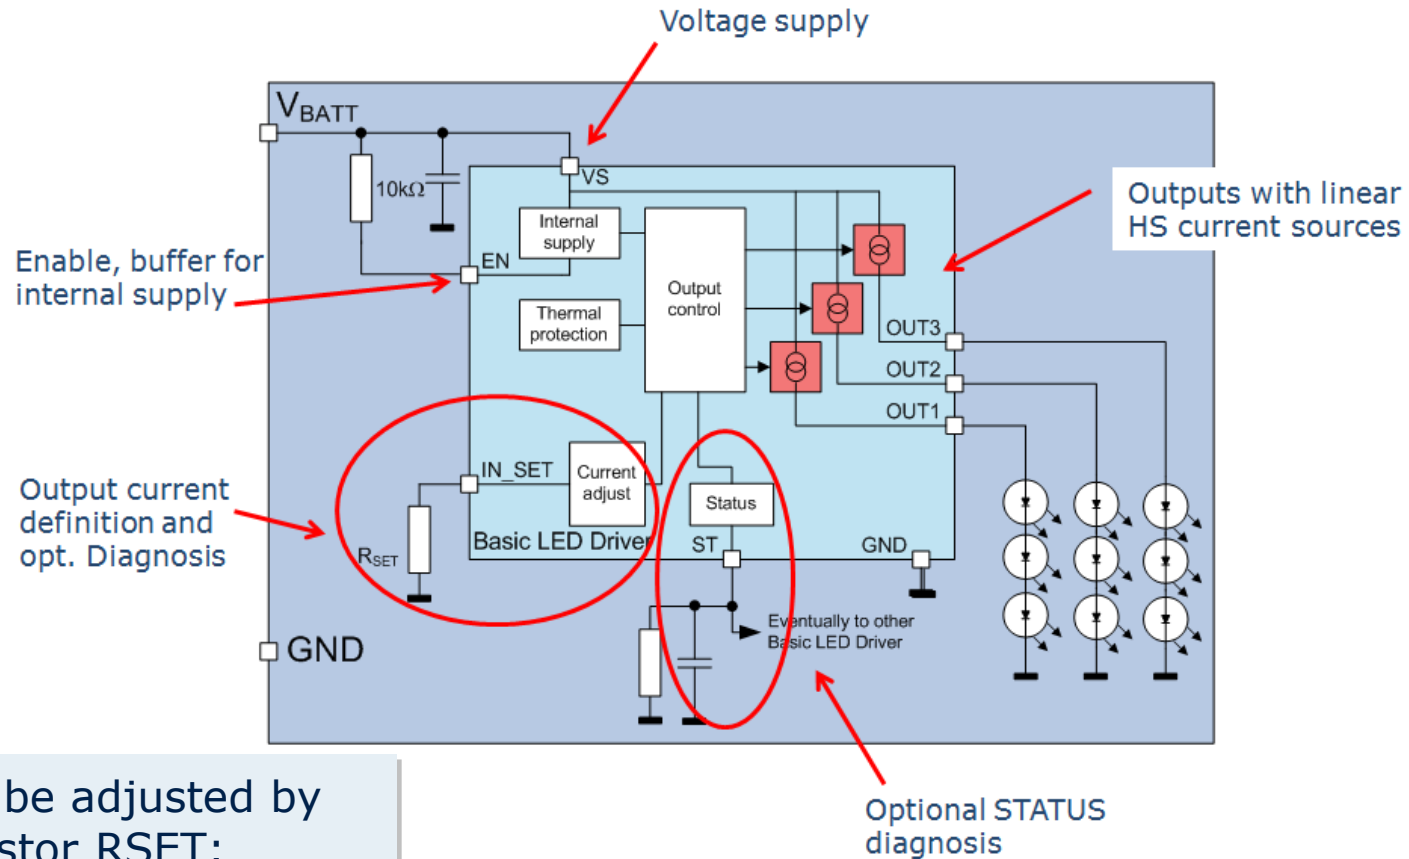 Voltage supply
VBATT
10kΩ
VS
Internal
supply
Outputs with linear
HS current sources
Enable, buffer for
internal supply
EN
Output
control
Thermal
protection
OUT3
OUT2
OUT1
IN_SET
Current
adjust
Output current
definition and
opt. Diagnosis
Status
RSET
Basic LED Driver
ST
GND
Eventually to other
Basic LED Driver
GND
be adjusted by
stor RSET:
Optional STATUS
diagnosis